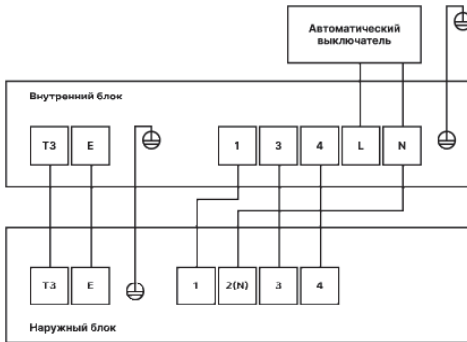 Автоматический
выключатель
Внутренний блок
T3 E 1 3 4 L N
T3 E 1 2(N) 3 4
Наружный блок